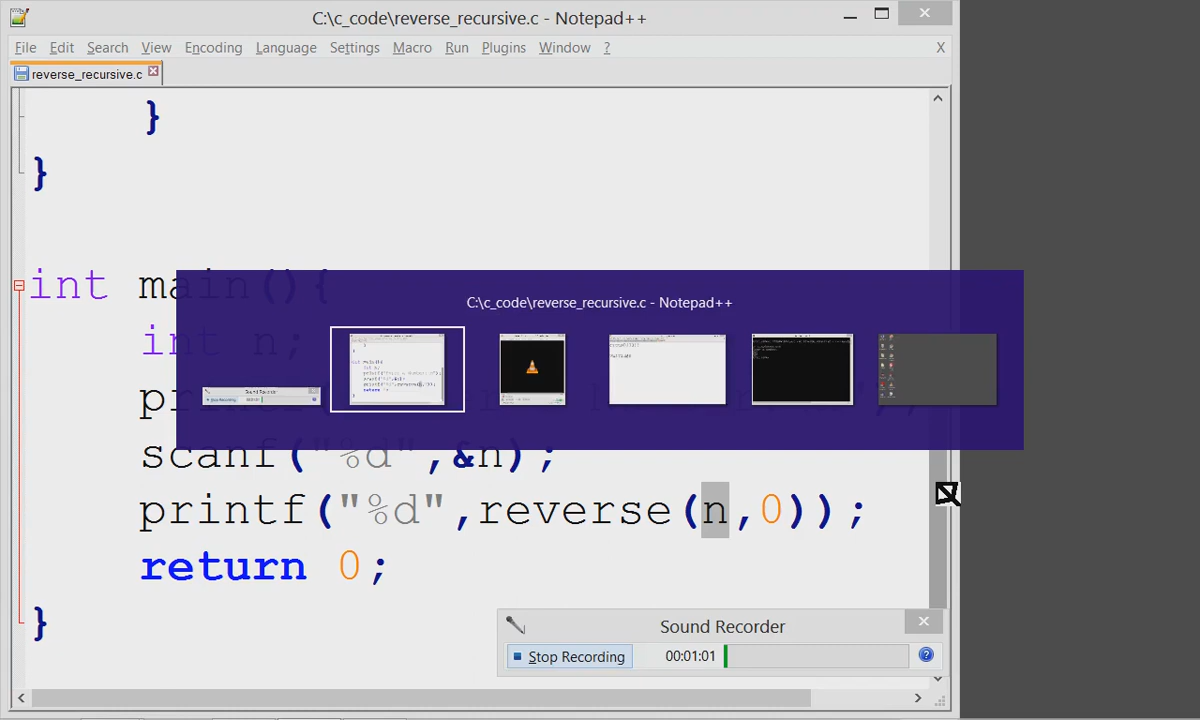 C:\c_code\reverse_recursive.c - Notepad++
File Edit Search View Encoding Language Settings Macro Run Plugins Window ? X
reverse_recursive.c
}
}
int main(){
int n;
C:\c_code\reverse_recursive.c - Notepad++
scanf("%d",&n);
printf("%d",reverse(n,0));
return 0;
}
Sound Recorder
Stop Recording 00:01:01